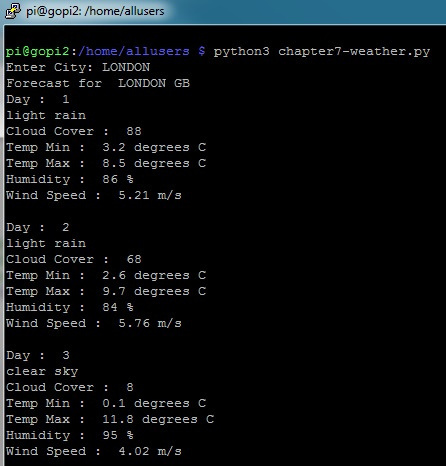 pi@gopi2: /home/allusers
pi@gopi2:/home/allusers $ python3 chapter7-weather.py
Enter City: LONDON
Forecast for  LONDON GB
Day :  1
light rain
Cloud Cover :  88
Temp Min :  3.2 degrees C
Temp Max :  8.5 degrees C
Humidity :  86 %
Wind Speed :  5.21 m/s
Day :  2
light rain
Cloud Cover :  68
Temp Min :  2.6 degrees C
Temp Max :  9.7 degrees C
Humidity :  84 %
Wind Speed :  5.76 m/s
Day :  3
clear sky
Cloud Cover :  8
Temp Min :  0.1 degrees C
Temp Max :  11.8 degrees C
Humidity :  95 %
Wind Speed :  4.02 m/s